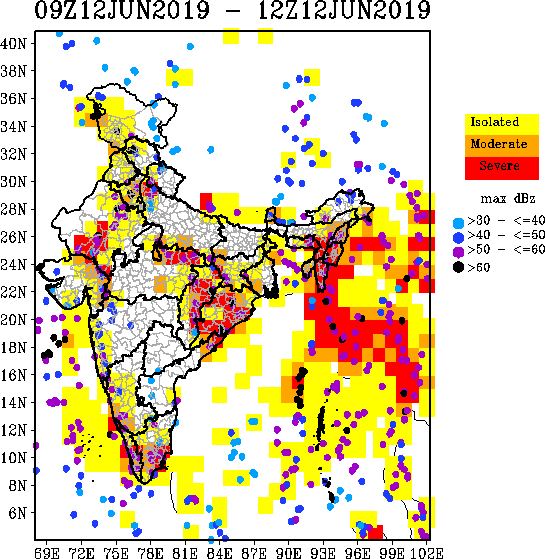 09Z12JUN2019 - 12Z12JUN2019
40N
38N
36N
34N
32N
30N
28N
26N
24N
22N
20N
18N
16N
14N
12N
10N
8N
6N
69E 72E 75E 78E 81E 84E 87E 90E 93E 96E 99E 102E
Isolated
Moderate
Severe
max dBz
>30 - <=40
>40 - <=50
>50 - <=60
>60